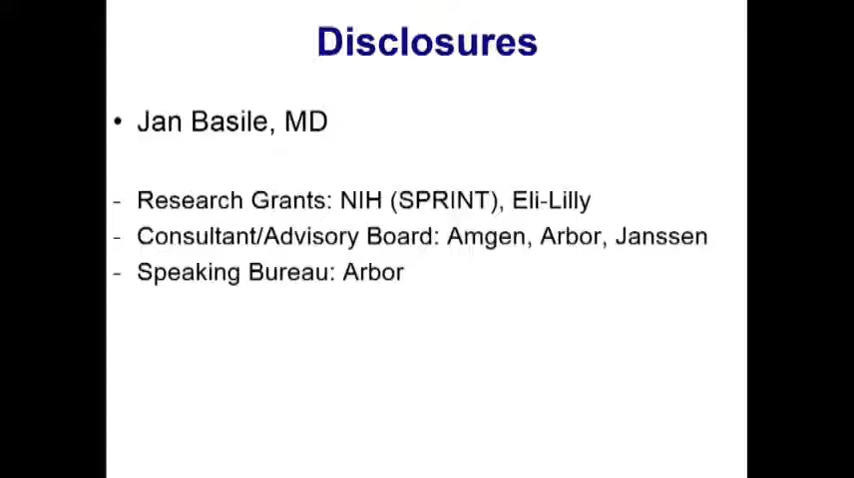 Disclosures
• Jan Basile, MD
- Research Grants: NIH (SPRINT), Eli-Lilly
- Consultant/Advisory Board: Amgen, Arbor, Janssen
- Speaking Bureau: Arbor